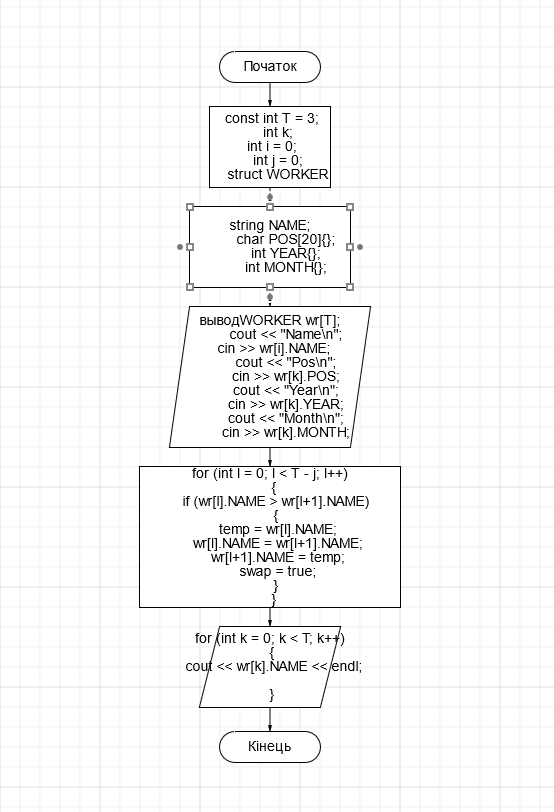 Початок
const int T = 3;
int k;
int i = 0;
int j = 0;
struct WORKER
string NAME;
char POS[20]{};
int YEAR{};
int MONTH{};
выводWORKER wr[T];
cout << "Name\n";
cin >> wr[i].NAME;
cout << "Pos\n";
cin >> wr[k].POS;
cout << "Year\n";
cin >> wr[k].YEAR;
cout << "Month\n";
cin >> wr[k].MONTH;
for (int l = 0; l < T - j; l++)
{
if (wr[l].NAME > wr[l+1].NAME)
{
temp = wr[l].NAME;
wr[l].NAME = wr[l+1].NAME;
wr[l+1].NAME = temp;
swap = true;
}
}
for (int k = 0; k < T; k++)
{
cout << wr[k].NAME << endl;
}
Кінець